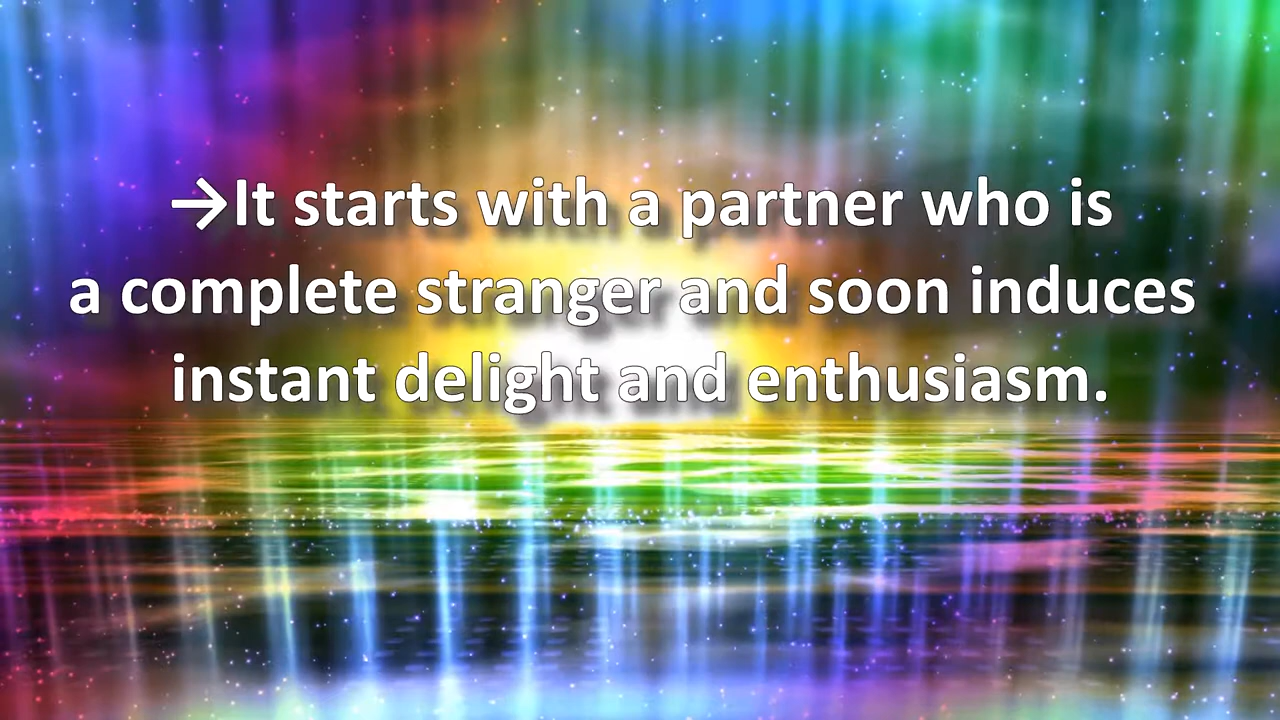 →It starts with a partner who is
a complete stranger and soon induces
instant delight and enthusiasm.